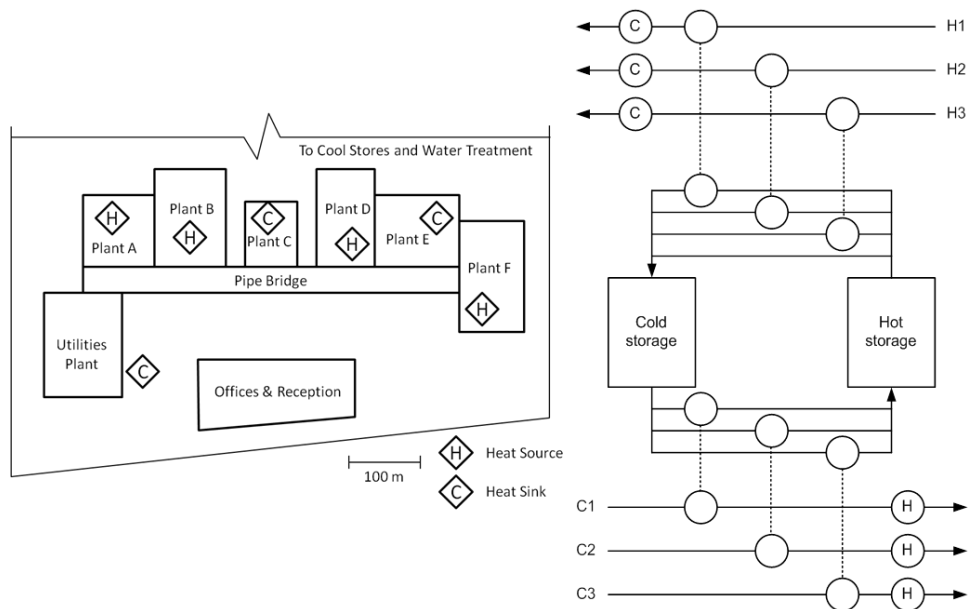 To Cool Stores and Water Treatment
Plant B
Plant D
H
C
C
Plant A
H
Plant C
H
Plant E
Plant F
Pipe Bridge
H
Utilities
Plant
C
Offices & Reception
H
Heat Source
100 m
C
Heat Sink
C
H1
C
H2
C
H3
Cold
storage
Hot
storage
C1
H
C2
H
C3
H